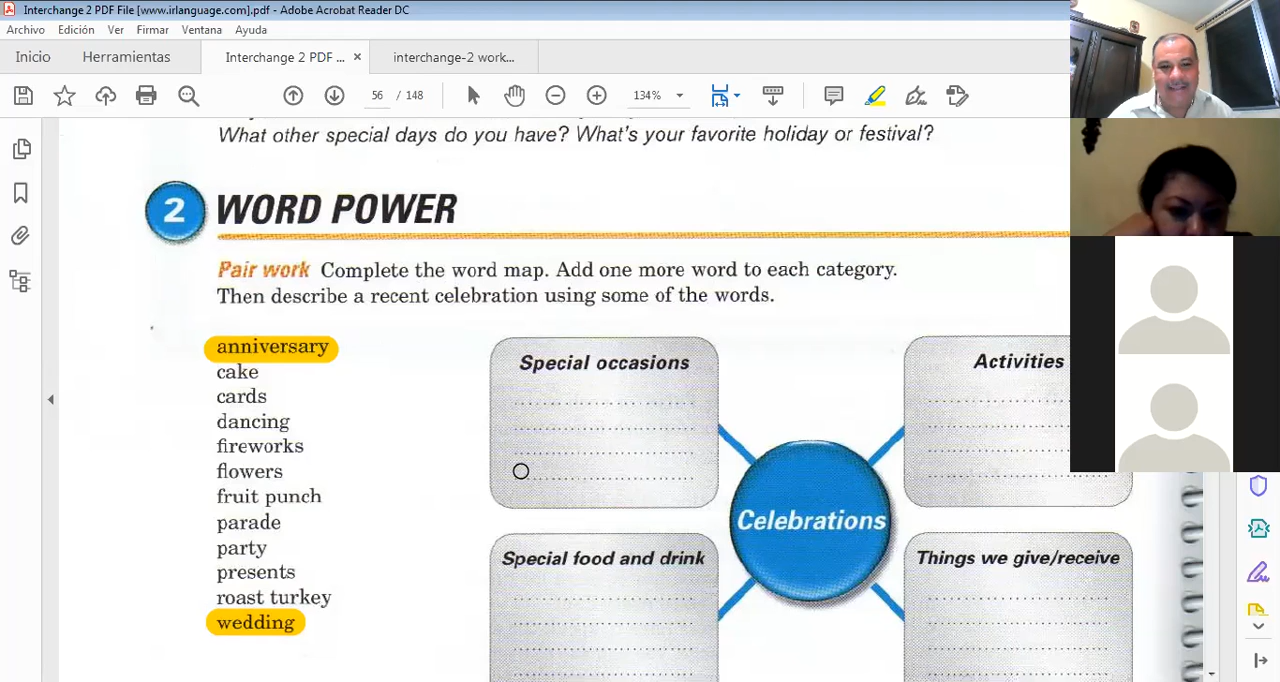 Interchange 2 PDF File [www.irlanguage.com].pdf - Adobe Acrobat Reader DC
Archivo Edición Ver Firmar Ventana Ayuda
Inicio Herramientas Interchange 2 PDF ... × interchange-2 work...
56 / 148 134%
What other special days do you have? What's your favorite holiday or festival?
2 WORD POWER
Pair work Complete the word map. Add one more word to each category.
Then describe a recent celebration using some of the words.
anniversary
cake
cards
dancing
fireworks
flowers
fruit punch
parade
party
presents
roast turkey
wedding
Special occasions
Activities
Celebrations
Special food and drink
Things we give/receive